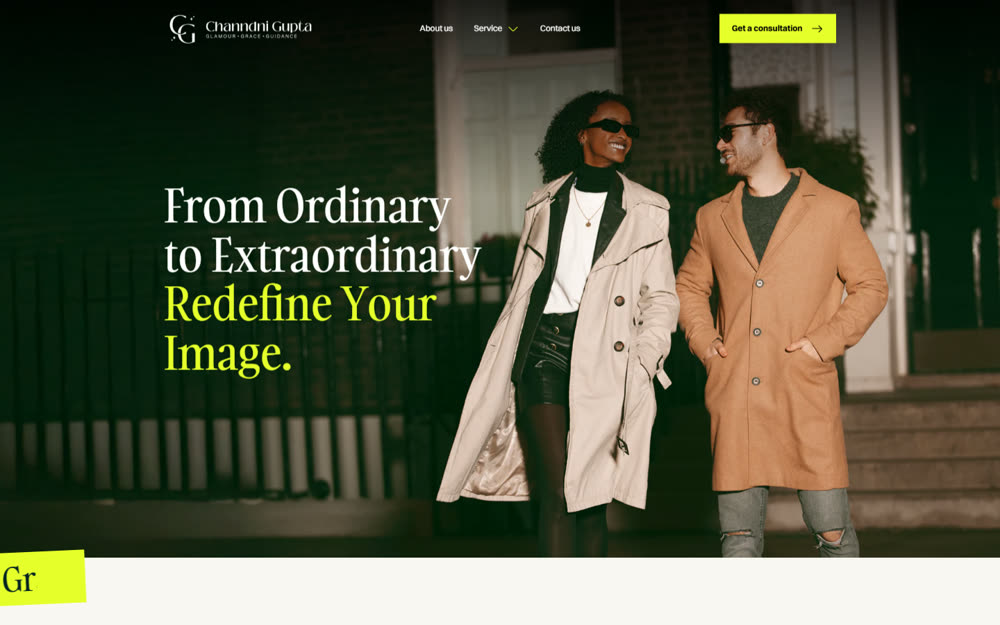 Channdni Gupta
GLAMOUR • GRACE • GUIDANCE
About us
Service
Contact us
Get a consultation
From Ordinary
to Extraordinary
Redefine Your
Image.
Gr